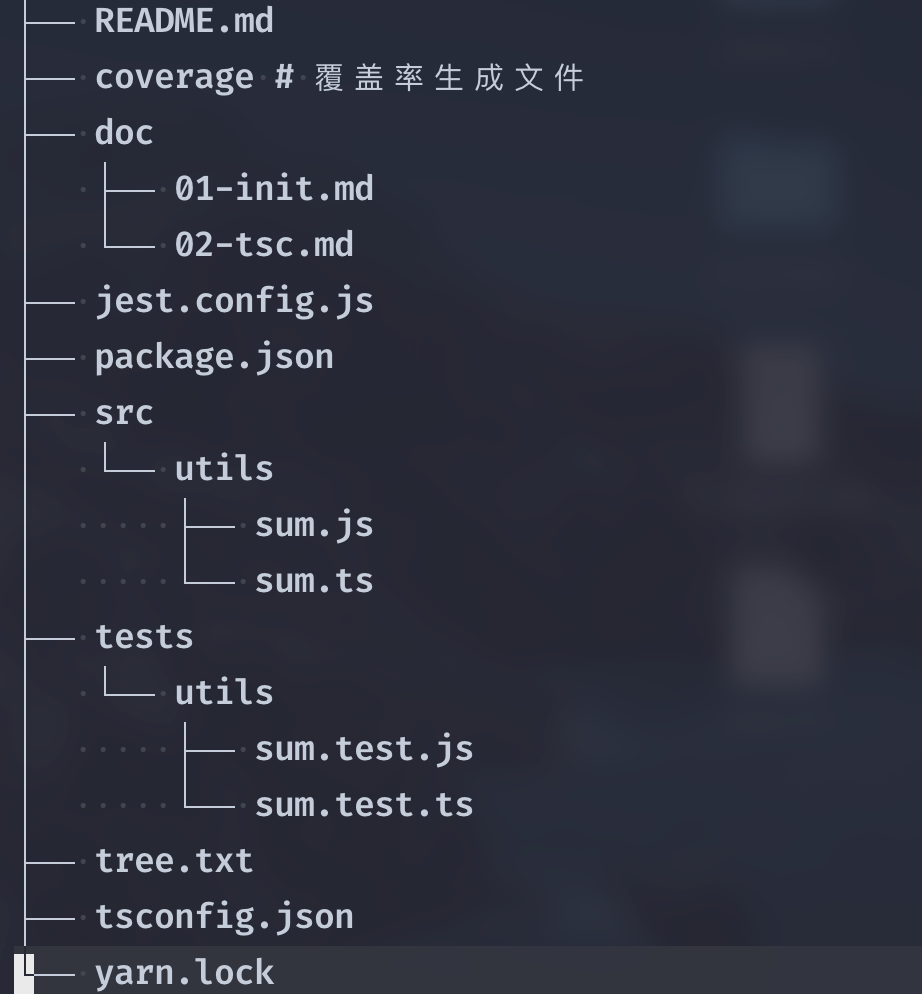 ├── README.md
├── coverage # 覆盖率生成文件
├── doc
│   ├── 01-init.md
│   └── 02-tsc.md
├── jest.config.js
├── package.json
├── src
│   └── utils
│       ├── sum.js
│       └── sum.ts
├── tests
│   └── utils
│       ├── sum.test.js
│       └── sum.test.ts
├── tree.txt
├── tsconfig.json
└── yarn.lock